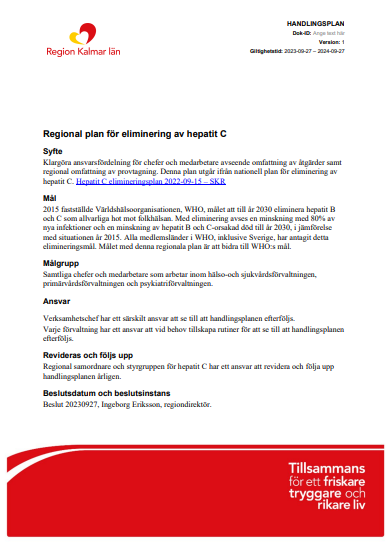 HANDLINGSPLAN
Dok-ID: Ange text här
Version: 1
Giltighetstid: 2023-09-27 – 2024-09-27
Region Kalmar län
Regional plan för eliminering av hepatit C
Syfte
Klargöra ansvarsfördelning för chefer och medarbetare avseende omfattning av åtgärder samt
regional omfattning av provtagning. Denna plan utgår ifrån nationell plan för eliminering av
hepatit C. Hepatit C elimineringsplan 2022-09-15 – SKR
Mål
2015 fastställde Världshälsoorganisationen, WHO, målet att till år 2030 eliminera hepatit B
och C som allvarliga hot mot folkhälsan. Med eliminering avses en minskning med 80% av
nya infektioner och en minskning av hepatit B och C-orsakad död till år 2030, i jämförelse
med situationen år 2015. Alla medlemsländer i WHO, inklusive Sverige, har antagit detta
elimineringsmål. Målet med denna regionala plan är att bidra till WHO:s mål.
Målgrupp
Samtliga chefer och medarbetare som arbetar inom hälso-och sjukvårdsförvaltningen,
primärvårdsförvaltningen och psykiatriförvaltningen.
Ansvar
Verksamhetschef har ett särskilt ansvar att se till att handlingsplanen efterföljs.
Varje förvaltning har ett ansvar att vid behov tillskapa rutiner för att se till att handlingsplanen
efterföljs.
Revideras och följs upp
Regional samordnare och styrgruppen för hepatit C har ett ansvar att revidera och följa upp
handlingsplanen årligen.
Beslutsdatum och beslutsinstans
Beslut 20230927, Ingeborg Eriksson, regiondirektör.
Tillsammans
för ett friskare
tryggare och
rikare liv